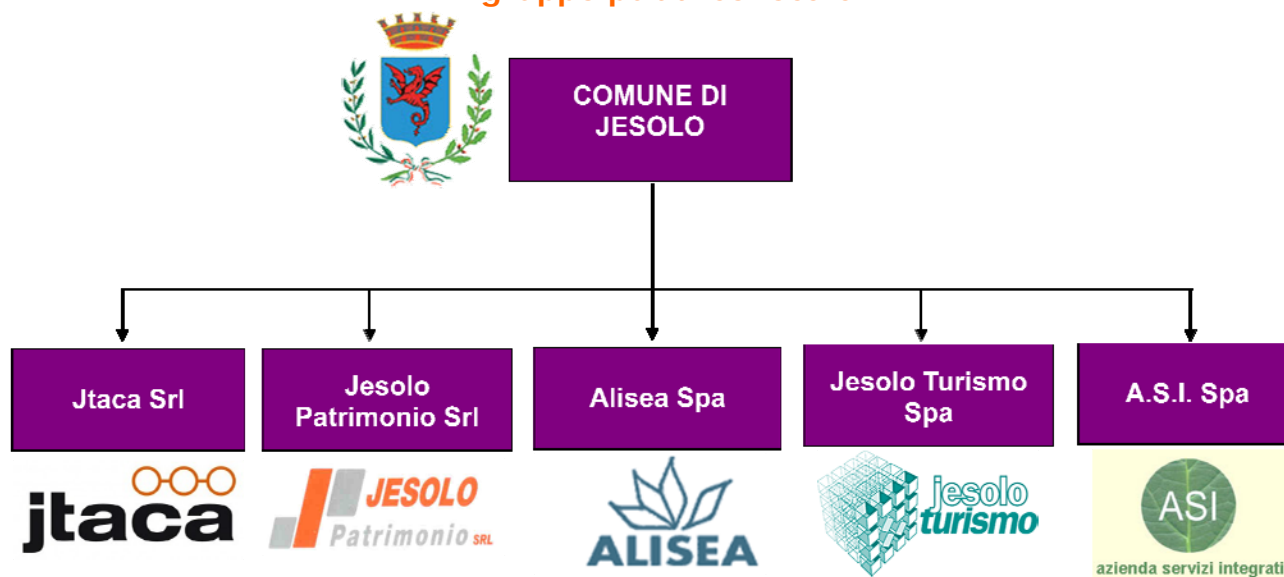 COMUNE DI
JESOLO
Jtaca Srl
Jesolo
Patrimonio Srl
Alisea Spa
Jesolo Turismo
Spa
A.S.I. Spa
jtaca
JESOLO
Patrimonio SRL
ALISEA
jesolo
turismo
ASI
azienda servizi integrati